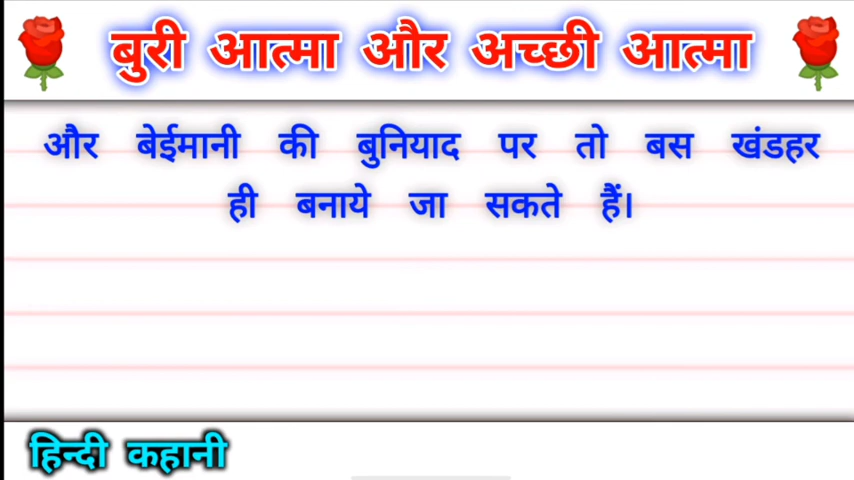 बुरी आत्मा और अच्छी आत्मा
और बेईमानी की बुनियाद पर तो बस खंडहर
ही बनाये जा सकते हैं।
हिन्दी कहानी